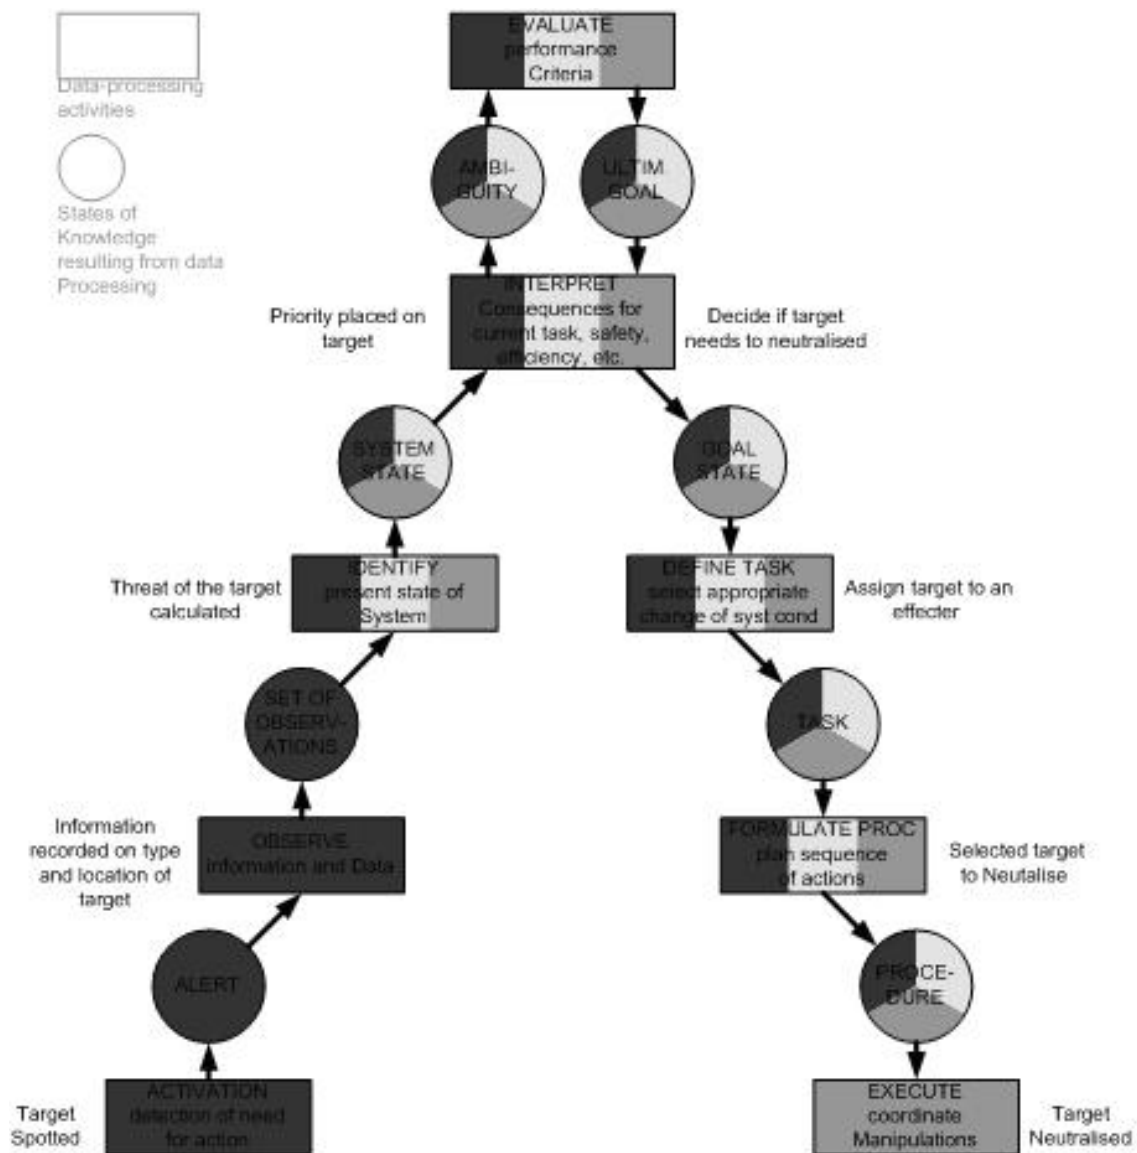 EVALUATE
performance
Criteria
Data-processing
activities
AMBI-
GUITY
ULTIM
GOAL
States of
Knowledge
resulting from data
Processing
INTERPRET
Consequences for
current task, safety,
efficiency, etc.
Priority placed on
target
Decide if target
needs to neutralised
SYSTEM
STATE
GOAL
STATE
Threat of the target
calculated
IDENTIFY
present state of
System
DEFINE TASK
select appropriate
change of syst cond
Assign target to an
effecter
SET OF
OBSERV-
ATIONS
TASK
Information
recorded on type
and location of
target
OBSERVE
information and Data
FORMULATE PROC
plan sequence
of actions
Selected target
to Neutalise
ALERT
PROCE-
DURE
Target
Spotted
ACTIVATION
detection of need
for action
EXECUTE
coordinate
Manipulations
Target
Neutralised